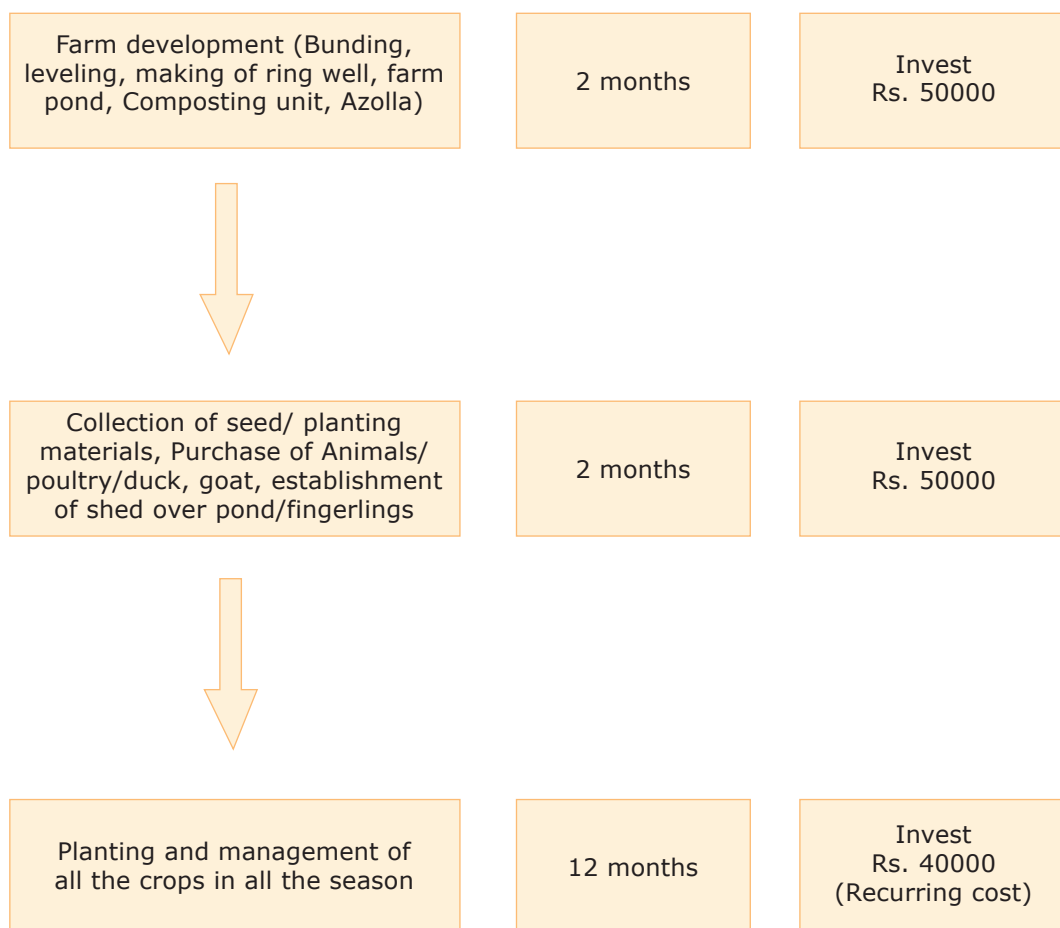 Farm development (Bunding,
leveling, making of ring well, farm
pond, Composting unit, Azolla)
2 months
Invest
Rs. 50000
Collection of seed/ planting
materials, Purchase of Animals/
poultry/duck, goat, establishment
of shed over pond/fingerlings
2 months
Invest
Rs. 50000
Planting and management of
all the crops in all the season
12 months
Invest
Rs. 40000
(Recurring cost)